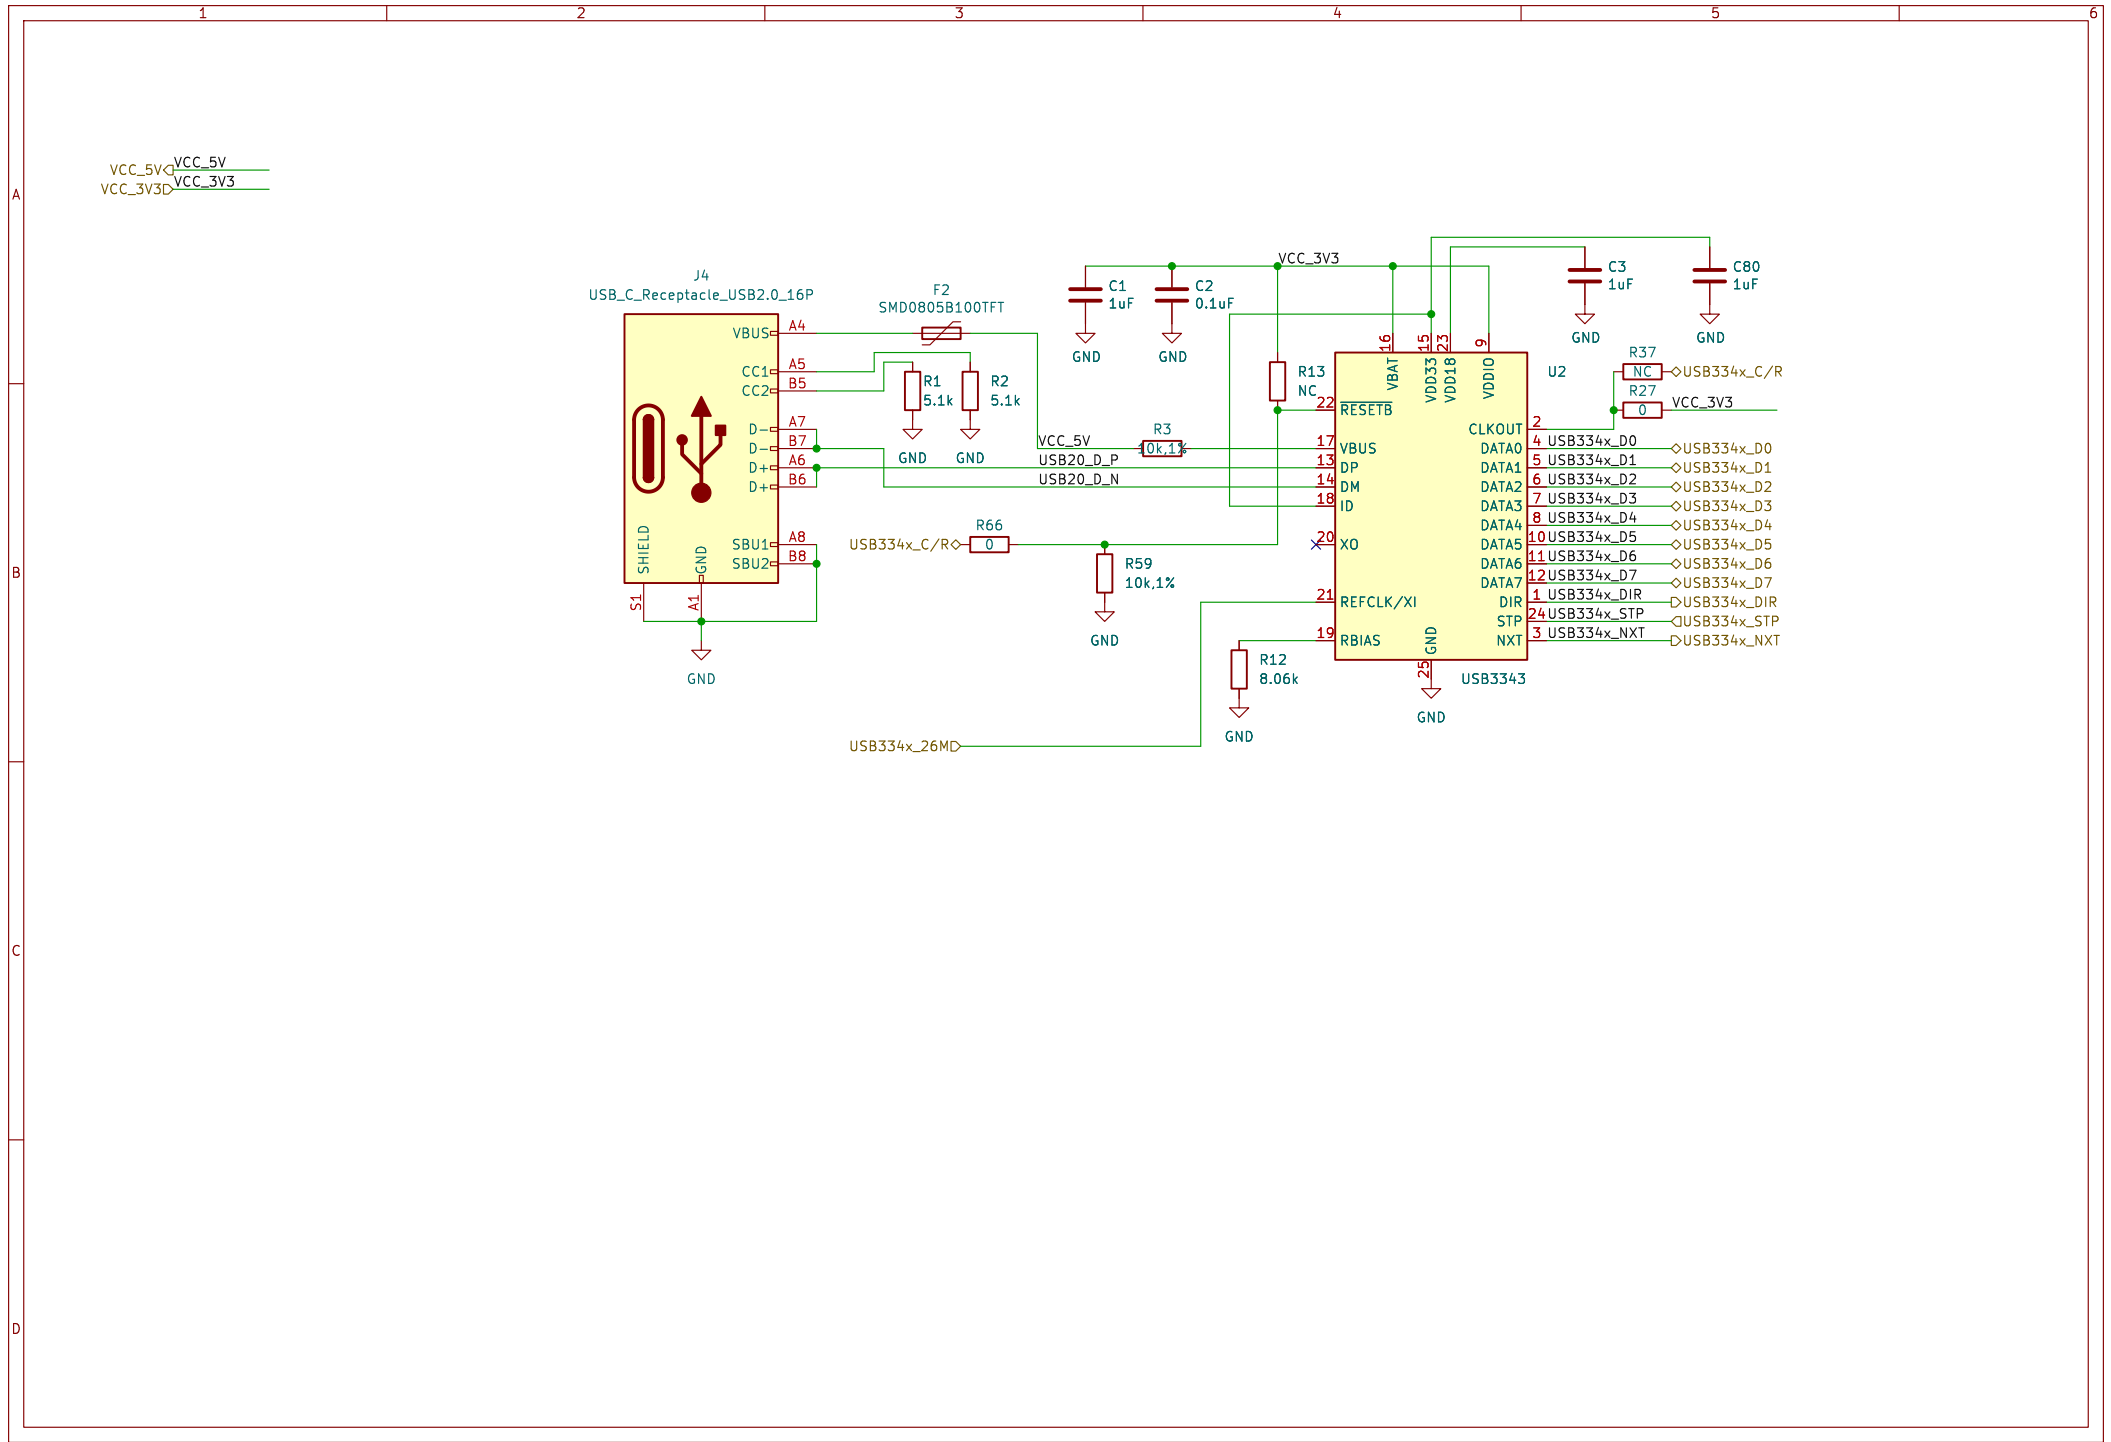 1 2 3 4 5 6
A
B
C
D
VCC_5V VCC_5V
VCC_3V3 VCC_3V3
J4
USB_C_Receptacle_USB2.0_16P
VBUS A4
CC1 A5
CC2 B5
D- A7
D- B7
D+ A6
D+ B6
SBU1 A8
SBU2 B8
SHIELD
GND
S1
A1
GND
F2
SMD0805B100TFT
R1
5.1k
GND
R2
5.1k
GND
VCC_5V
USB20_D_P
USB20_D_N
R3
10k,1%
C1
1uF
GND
C2
0.1uF
GND
VCC_3V3
R13
NC
USB334x_C/R
R66
0
R59
10k,1%
GND
USB334x_26M
R12
8.06k
GND
U2
USB3343
16 VBAT
15 VDD33
23 VDD18
9 VDDIO
22 RESETB
17 VBUS
13 DP
14 DM
18 ID
20 XO
21 REFCLK/XI
19 RBIAS
GND 25
GND
C3
1uF
GND
C80
1uF
GND
R37
NC
USB334x_C/R
R27
0
VCC_3V3
CLKOUT 2
DATA0 4 USB334x_D0 USB334x_D0
DATA1 5 USB334x_D1 USB334x_D1
DATA2 6 USB334x_D2 USB334x_D2
DATA3 7 USB334x_D3 USB334x_D3
DATA4 8 USB334x_D4 USB334x_D4
DATA5 10 USB334x_D5 USB334x_D5
DATA6 11 USB334x_D6 USB334x_D6
DATA7 12 USB334x_D7 USB334x_D7
DIR 1 USB334x_DIR USB334x_DIR
STP 24 USB334x_STP USB334x_STP
NXT 3 USB334x_NXT USB334x_NXT